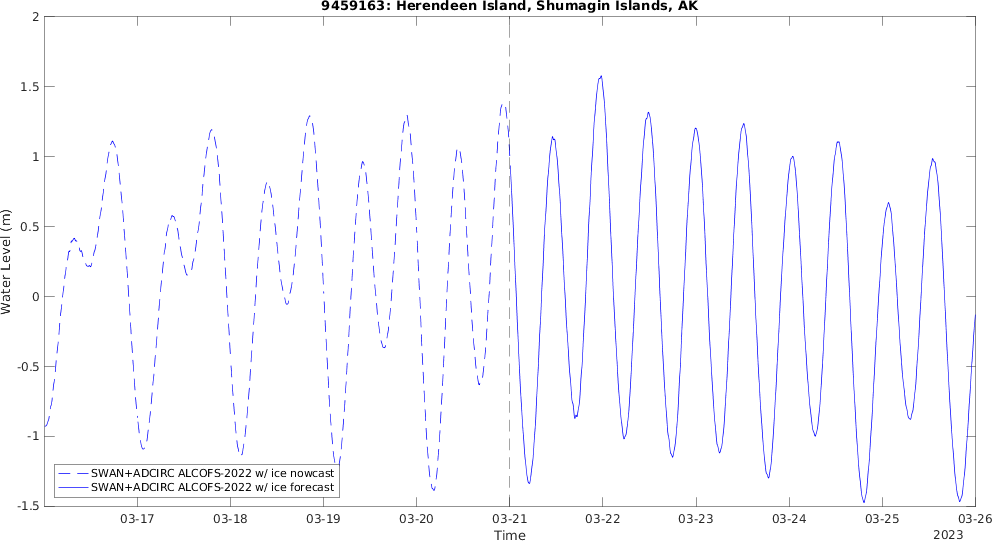 9459163: Herendeen Island, Shumagin Islands, AK
2
1.5
1
0.5
0
-0.5
-1
-1.5
Water Level (m)
SWAN+ADCIRC ALCOFS-2022 w/ ice nowcast
SWAN+ADCIRC ALCOFS-2022 w/ ice forecast
03-17 03-18 03-19 03-20 03-21 03-22 03-23 03-24 03-25 03-26
Time
2023